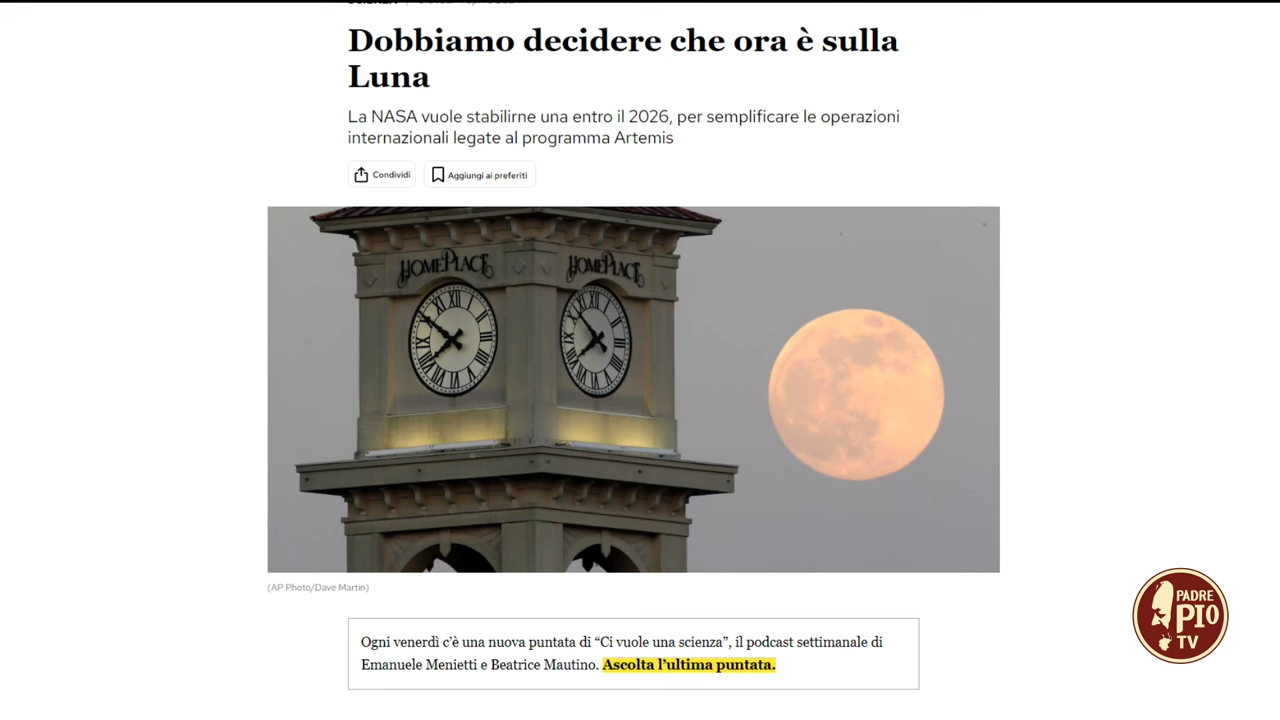 Dobbiamo decidere che ora è sulla
Luna
La NASA vuole stabilirne una entro il 2026, per semplificare le operazioni
internazionali legate al programma Artemis
Condividi
Aggiungi ai preferiti
HOMEPLACE
HOMEPLACE
(AP Photo/Dave Martin)
Ogni venerdì c’è una nuova puntata di “Ci vuole una scienza”, il podcast settimanale di
Emanuele Menietti e Beatrice Mautino. Ascolta l’ultima puntata.
PADRE
PIO
TV